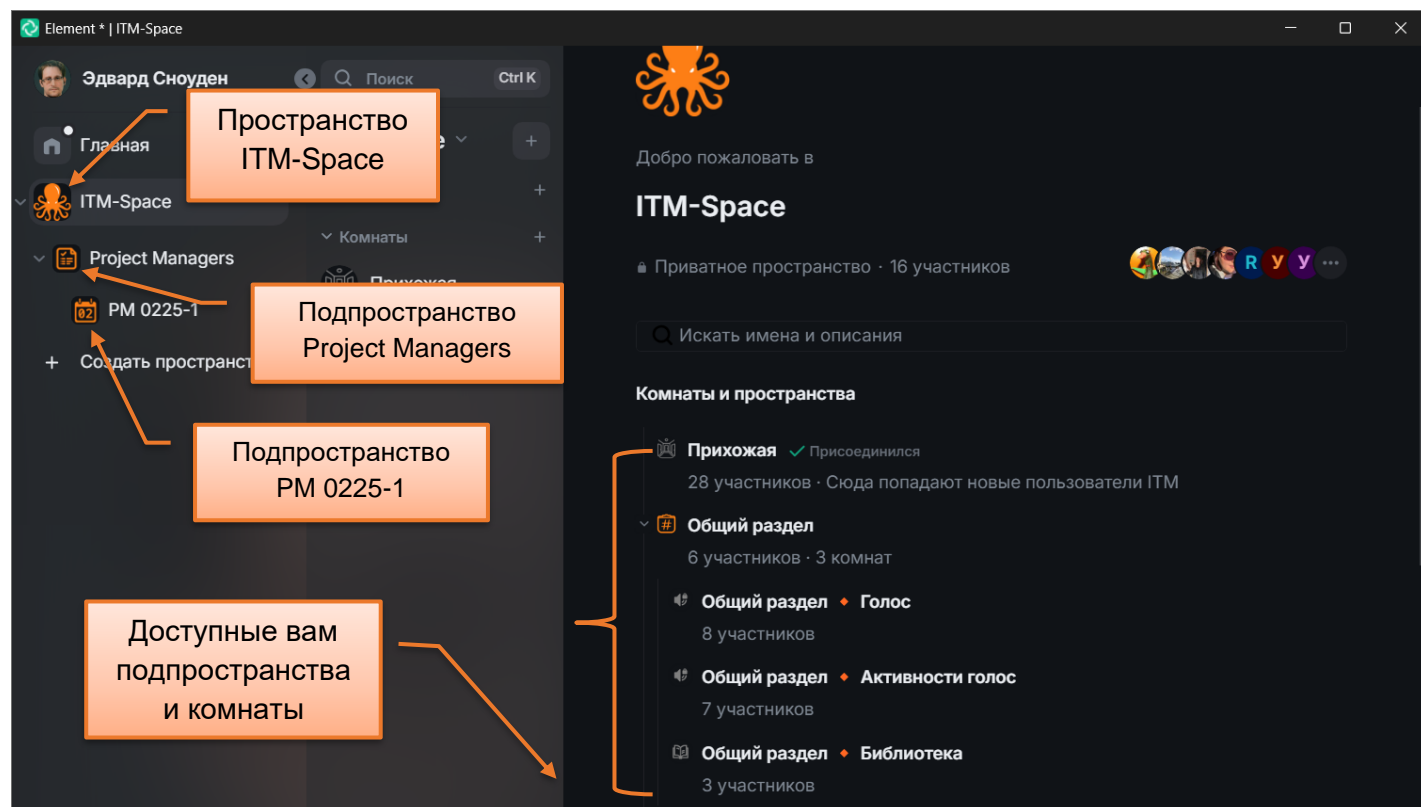 Element * | ITM-Space
Эдвард Сноуден
Поиск
Ctrl K
Главная
ITM-Space
Комнаты
Project Managers
PM 0225-1
Пространство
ITM-Space
Подпространство
Project Managers
Подпространство
PM 0225-1
Доступные вам
подпространства
и комнаты
Добро пожаловать в
ITM-Space
Приватное пространство · 16 участников
R У У
Искать имена и описания
Комнаты и пространства
Прихожая Присоединился
28 участников · Сюда попадают новые пользователи ITM
Общий раздел
6 участников · 3 комнат
Общий раздел 🔸 Голос
8 участников
Общий раздел 🔸 Активности голос
7 участников
Общий раздел 🔸 Библиотека
3 участников